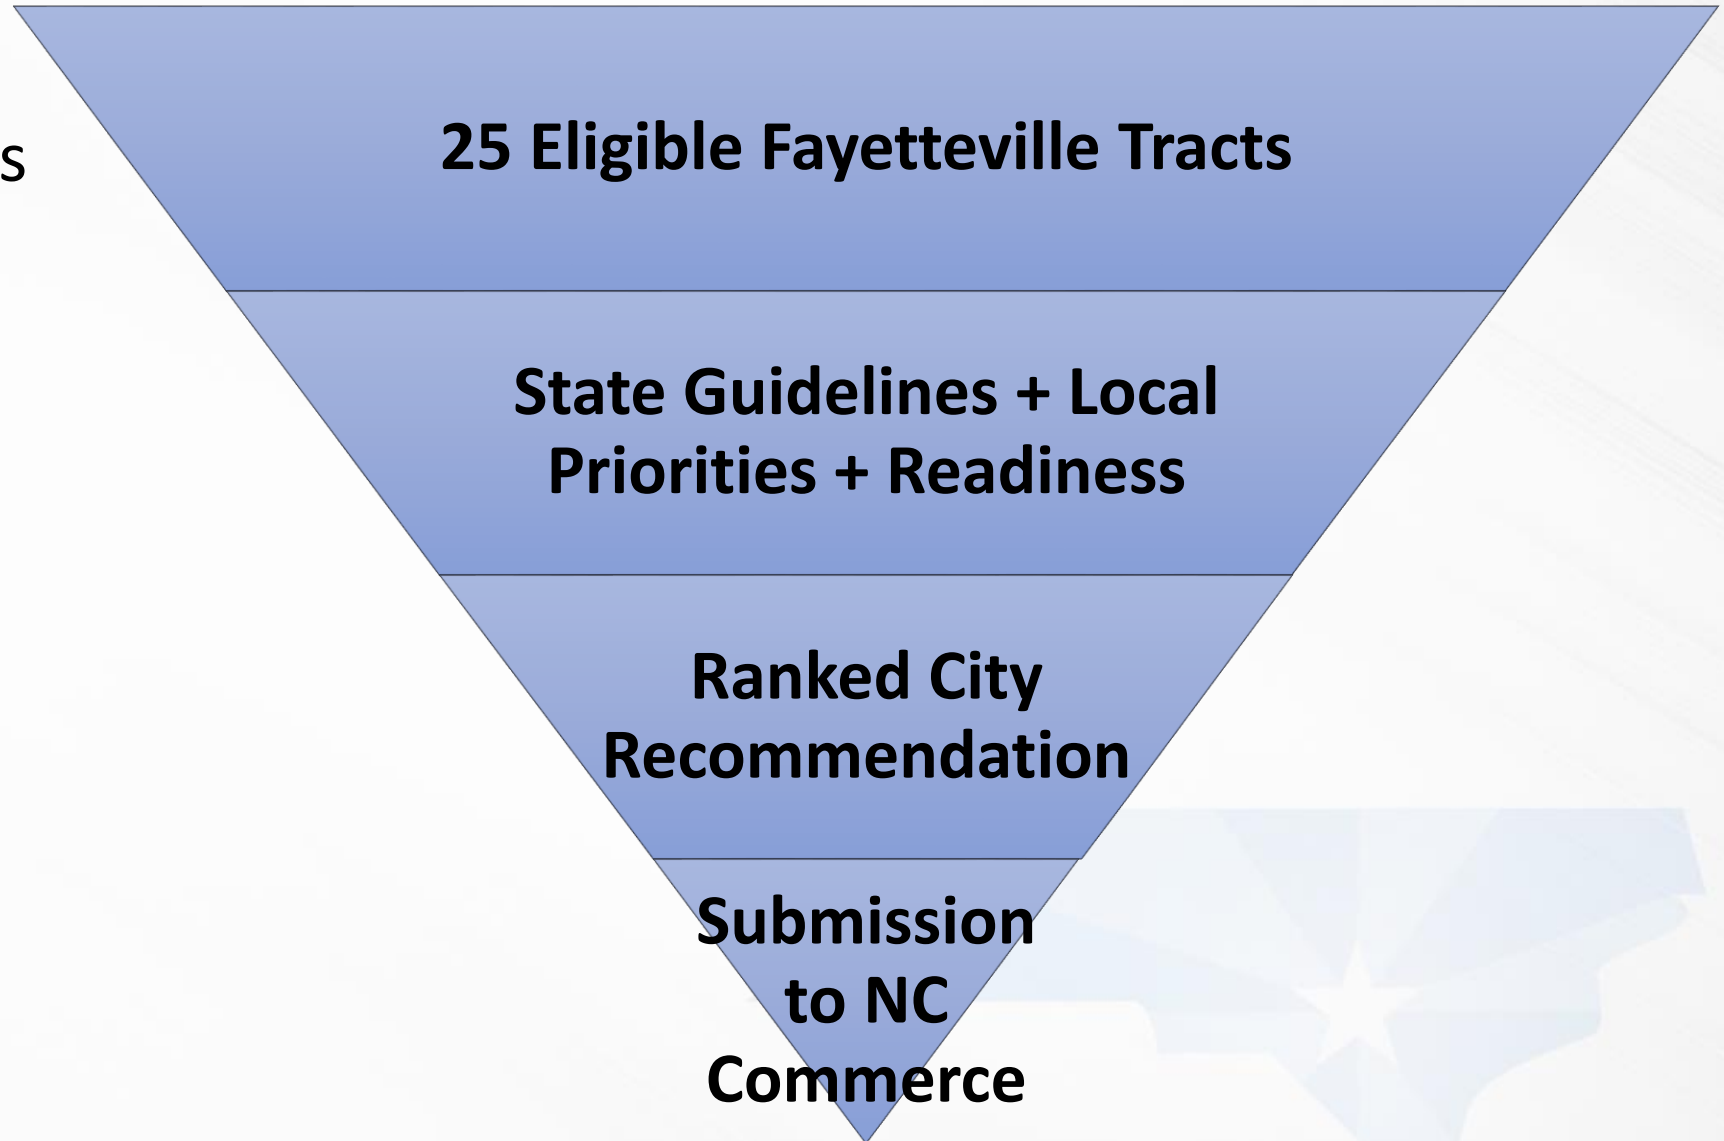 s
25 Eligible Fayetteville Tracts
State Guidelines + Local
Priorities + Readiness
Ranked City
Recommendation
Submission
to NC
Commerce